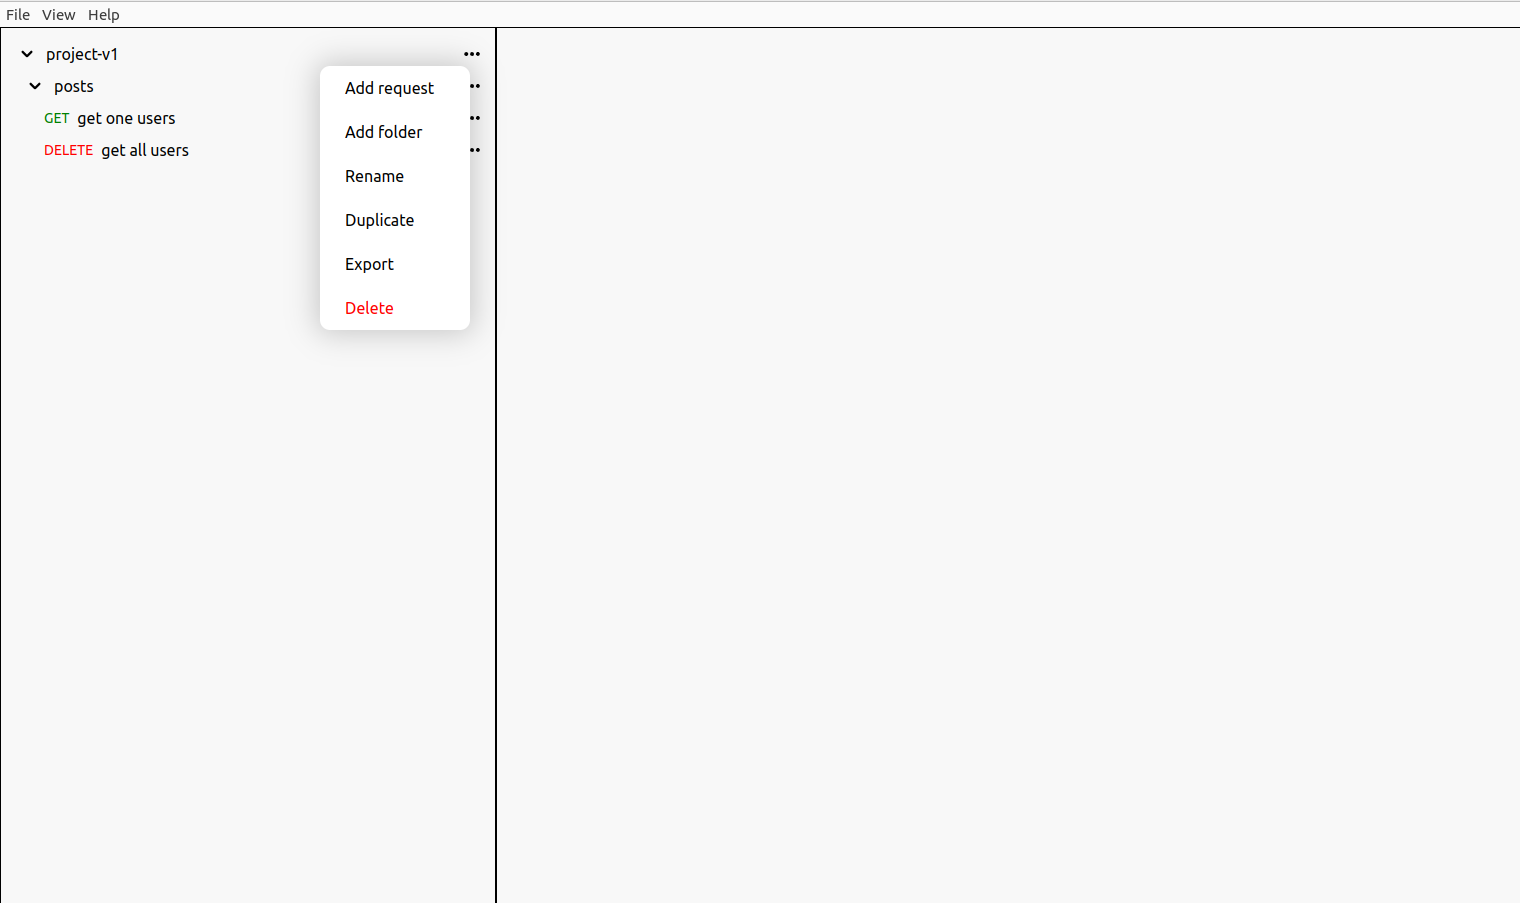 File View Help
project-v1
posts
GET get one users
DELETE get all users
Add request
Add folder
Rename
Duplicate
Export
Delete